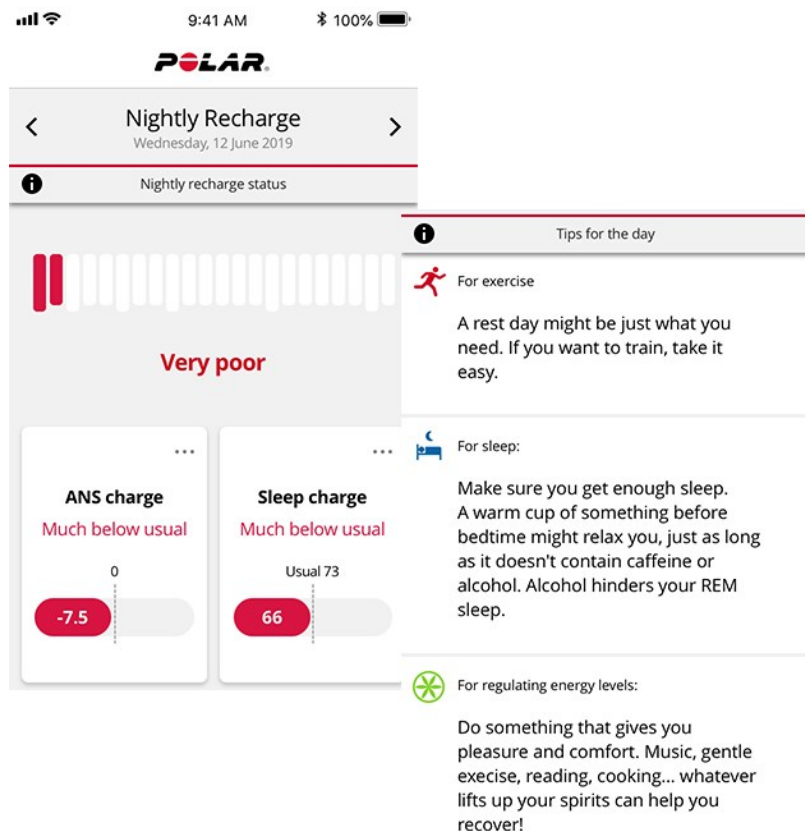 9:41 AM
100%
POLAR
Nightly Recharge
Wednesday, 12 June 2019
Nightly recharge status
Very poor
ANS charge
Much below usual
0
-7.5
Sleep charge
Much below usual
Usual 73
66
Tips for the day
For exercise
A rest day might be just what you
need. If you want to train, take it
easy.
For sleep:
Make sure you get enough sleep.
A warm cup of something before
bedtime might relax you, just as long
as it doesn't contain caffeine or
alcohol. Alcohol hinders your REM
sleep.
For regulating energy levels:
Do something that gives you
pleasure and comfort. Music, gentle
execise, reading, cooking... whatever
lifts up your spirits can help you
recover!